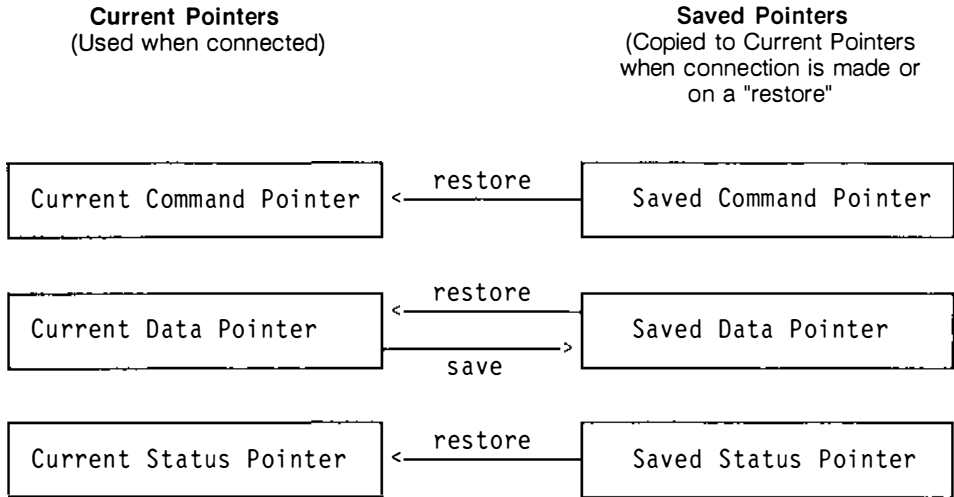 Current Pointers
(Used when connected)
Saved Pointers
(Copied to Current Pointers
when connection is made or
on a "restore"
Current Command Pointer
restore
Saved Command Pointer
Current Data Pointer
restore
save
Saved Data Pointer
Current Status Pointer
restore
Saved Status Pointer